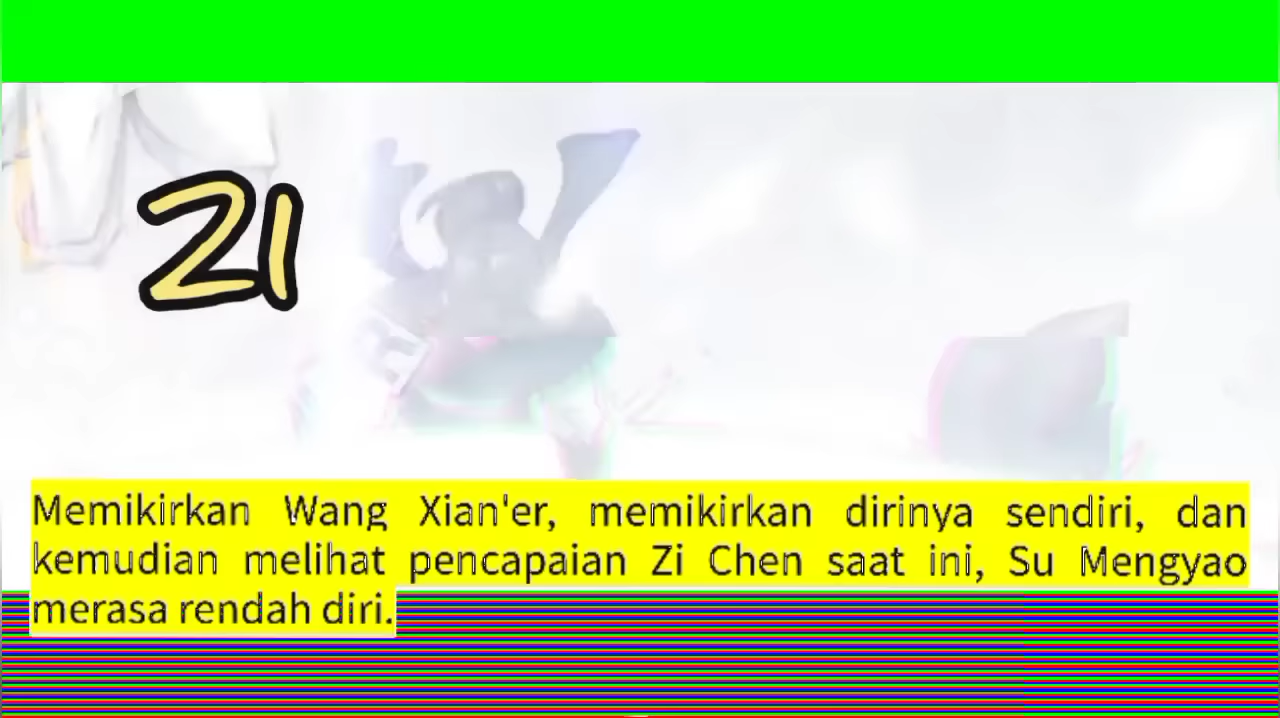 21
Memikirkan Wang Xian'er, memikirkan dirinya sendiri, dan
kemudian melihat pencapaian Zi Chen saat ini, Su Mengyao
merasa rendah diri.